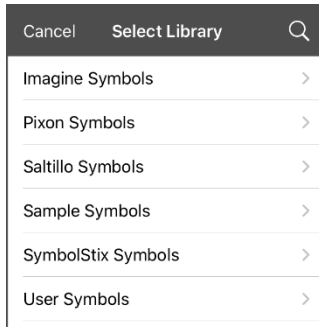 Cancel Select Library
Imagine Symbols
Pixon Symbols
Saltillo Symbols
Sample Symbols
SymbolStix Symbols
User Symbols